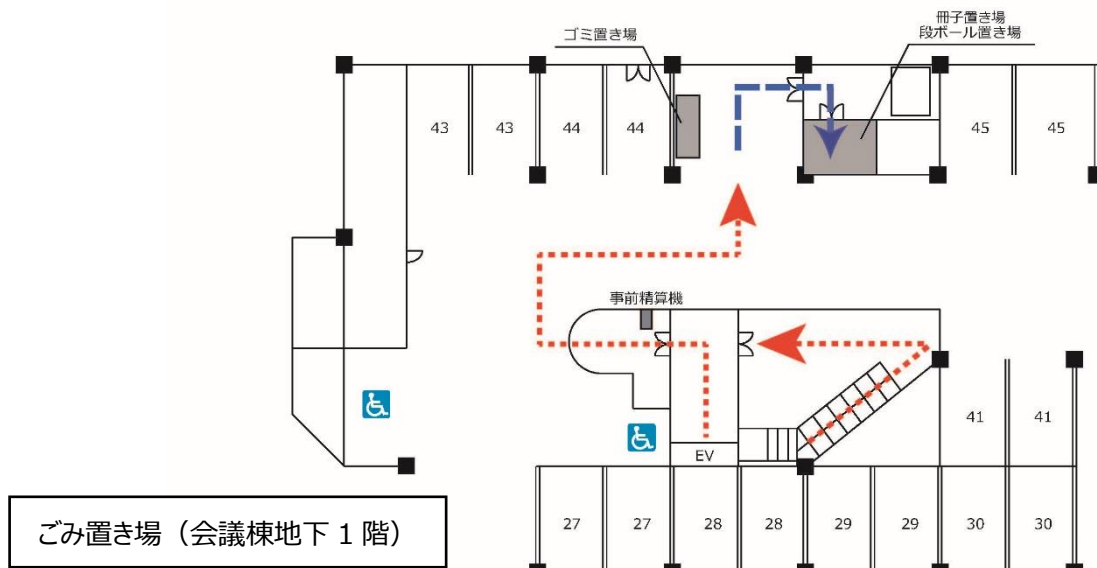 冊子置き場
段ボール置き場
ゴミ置き場
43 43 44 44 45 45
事前精算機
41 41
EV
27 27 28 28 29 29 30 30
ごみ置き場（会議棟地下 1 階）